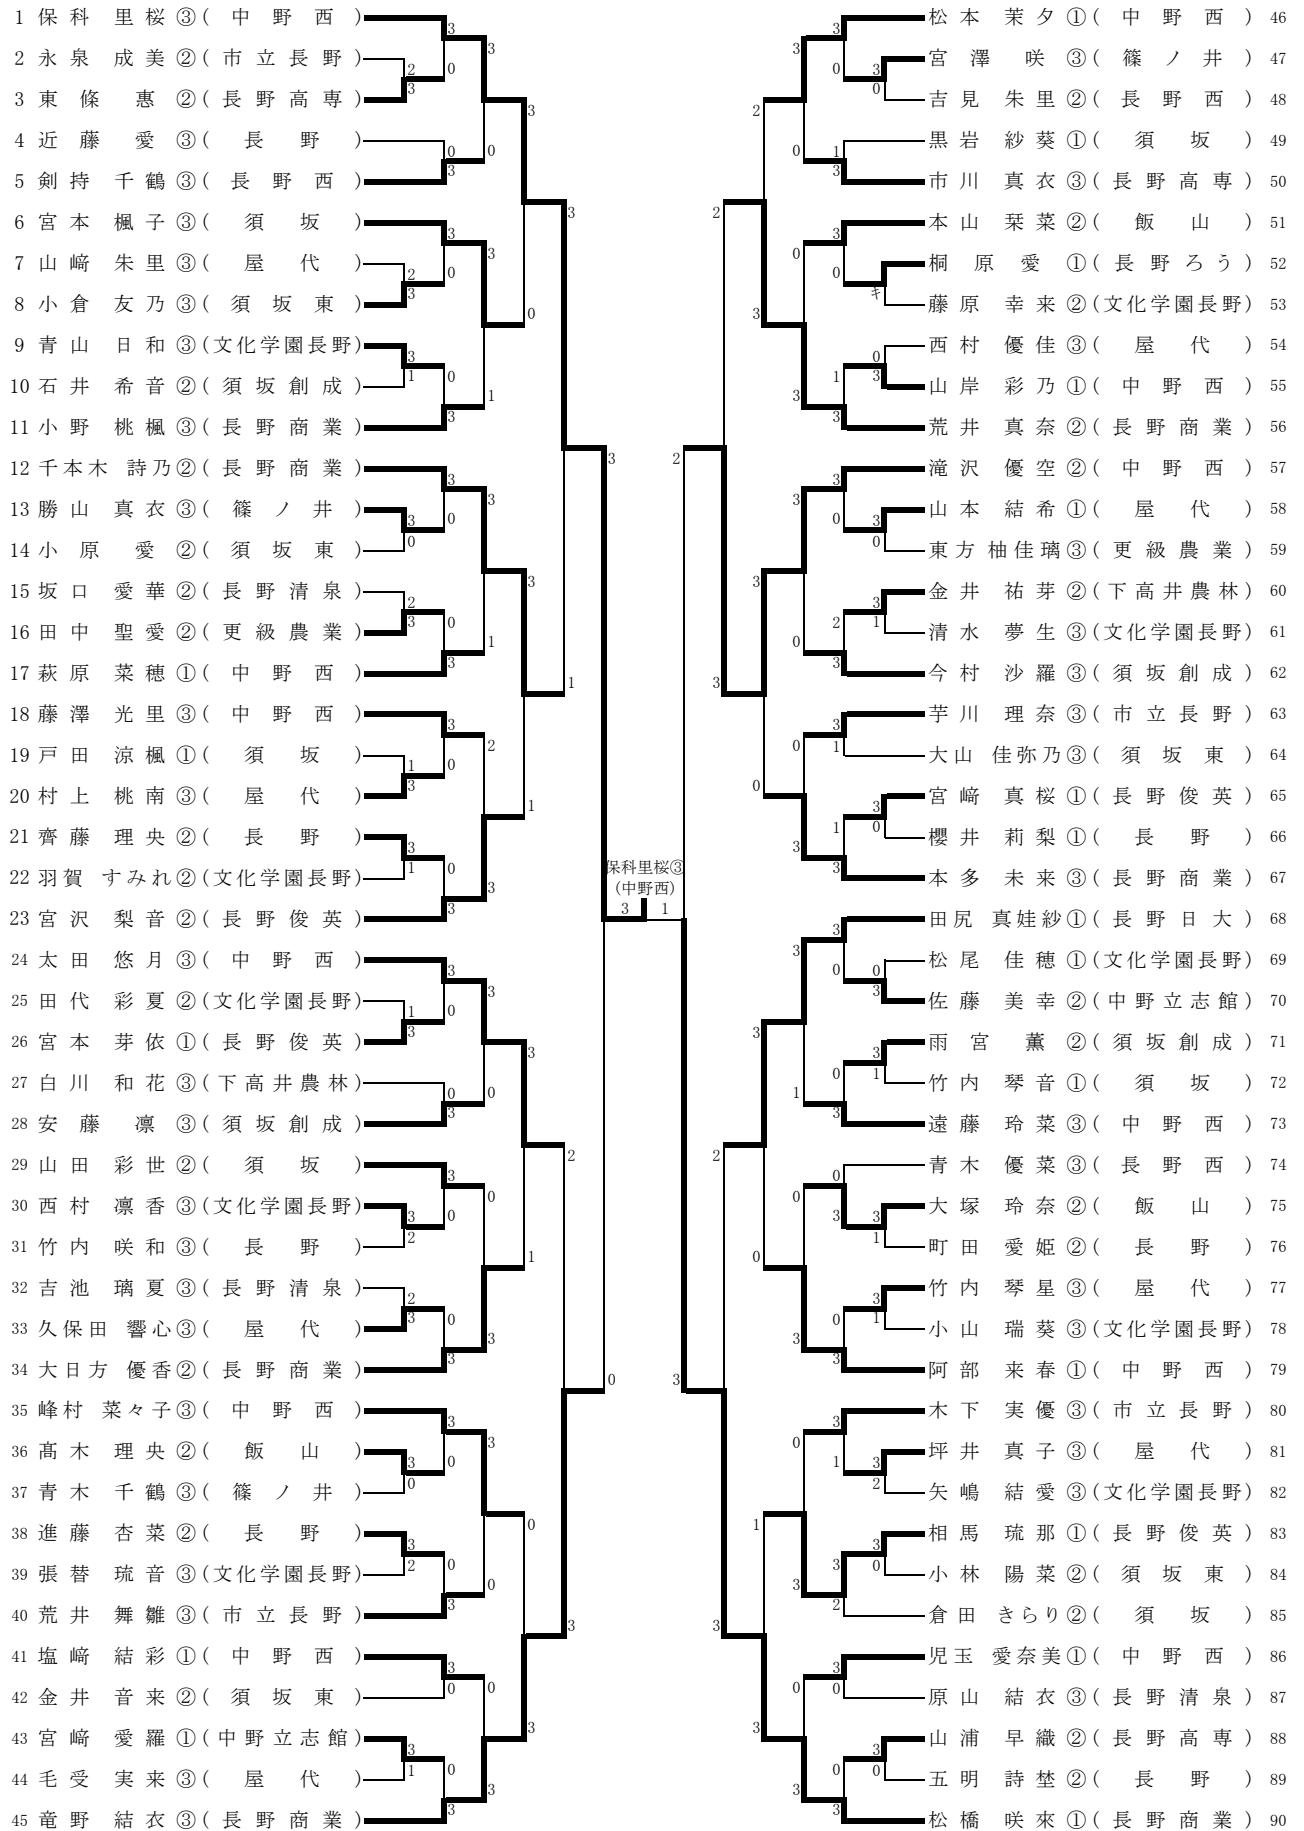 1 保科 里桜 ③ (中野西)
2 永泉 成美 ② (市立長野)
3 東條 惠 ② (長野高専)
4 近藤 愛 ③ (長野)
5 剣持 千鶴 ③ (長野西)
6 宮本 楓子 ③ (須坂)
7 山﨑 朱里 ③ (屋代)
8 小倉 友乃 ③ (須坂東)
9 青山 日和 ③ (文化学園長野)
10 石井 希音 ② (須坂創成)
11 小野 桃楓 ③ (長野商業)
12 千本木 詩乃 ② (長野商業)
13 勝山 真衣 ③ (篠ノ井)
14 小原 愛 ② (須坂東)
15 坂口 愛華 ② (長野清泉)
16 田中 聖愛 ② (更級農業)
17 萩原 菜穂 ① (中野西)
18 藤澤 光里 ③ (中野西)
19 戸田 涼楓 ① (須坂)
20 村上 桃南 ③ (屋代)
21 齊藤 理央 ② (長野)
22 羽賀 すみれ ② (文化学園長野)
23 宮沢 梨音 ② (長野俊英)
24 太田 悠月 ③ (中野西)
25 田代 彩夏 ② (文化学園長野)
26 宮本 芽依 ① (長野俊英)
27 白川 和花 ③ (下高井農林)
28 安藤 凛 ③ (須坂創成)
29 山田 彩世 ② (須坂)
30 西村 凛香 ③ (文化学園長野)
31 竹内 咲和 ③ (長野)
32 吉池 璃夏 ③ (長野清泉)
33 久保田 響心 ③ (屋代)
34 大日方 優香 ② (長野商業)
35 峰村 菜々子 ③ (中野西)
36 髙木 理央 ② (飯山)
37 青木 千鶴 ③ (篠ノ井)
38 進藤 杏菜 ② (長野)
39 張替 琉音 ③ (文化学園長野)
40 荒井 舞雛 ③ (市立長野)
41 塩﨑 結彩 ① (中野西)
42 金井 音来 ② (須坂東)
43 宮﨑 愛羅 ① (中野立志館)
44 毛受 実来 ③ (屋代)
45 竜野 結衣 ③ (長野商業)
保科里桜③
(中野西)
3 1
松本 茉夕 ① (中野西) 46
宮澤 咲 ③ (篠ノ井) 47
吉見 朱里 ② (長野西) 48
黒岩 紗葵 ① (須坂) 49
市川 真衣 ③ (長野高専) 50
本山 栞菜 ② (飯山) 51
桐原 愛 ① (長野ろう) 52
藤原 幸来 ② (文化学園長野) 53
西村 優佳 ③ (屋代) 54
山岸 彩乃 ① (中野西) 55
荒井 真奈 ② (長野商業) 56
滝沢 優空 ② (中野西) 57
山本 結希 ① (屋代) 58
東方 柚佳璃 ③ (更級農業) 59
金井 祐芽 ② (下高井農林) 60
清水 夢生 ③ (文化学園長野) 61
今村 沙羅 ③ (須坂創成) 62
芋川 理奈 ③ (市立長野) 63
大山 佳弥乃 ③ (須坂東) 64
宮﨑 真桜 ① (長野俊英) 65
櫻井 莉梨 ① (長野) 66
本多 未来 ③ (長野商業) 67
田尻 真娃紗 ① (長野日大) 68
松尾 佳穂 ① (文化学園長野) 69
佐藤 美幸 ② (中野立志館) 70
雨宮 薫 ② (須坂創成) 71
竹内 琴音 ① (須坂) 72
遠藤 玲菜 ③ (中野西) 73
青木 優菜 ③ (長野西) 74
大塚 玲奈 ② (飯山) 75
町田 愛姫 ② (長野) 76
竹内 琴星 ③ (屋代) 77
小山 瑞葵 ③ (文化学園長野) 78
阿部 来春 ① (中野西) 79
木下 実優 ③ (市立長野) 80
坪井 真子 ③ (屋代) 81
矢嶋 結愛 ③ (文化学園長野) 82
相馬 琉那 ① (長野俊英) 83
小林 陽菜 ② (須坂東) 84
倉田 きらり ② (須坂) 85
児玉 愛奈美 ① (中野西) 86
原山 結衣 ③ (長野清泉) 87
山浦 早織 ② (長野高専) 88
五明 詩埜 ② (長野) 89
松橋 咲來 ① (長野商業) 90